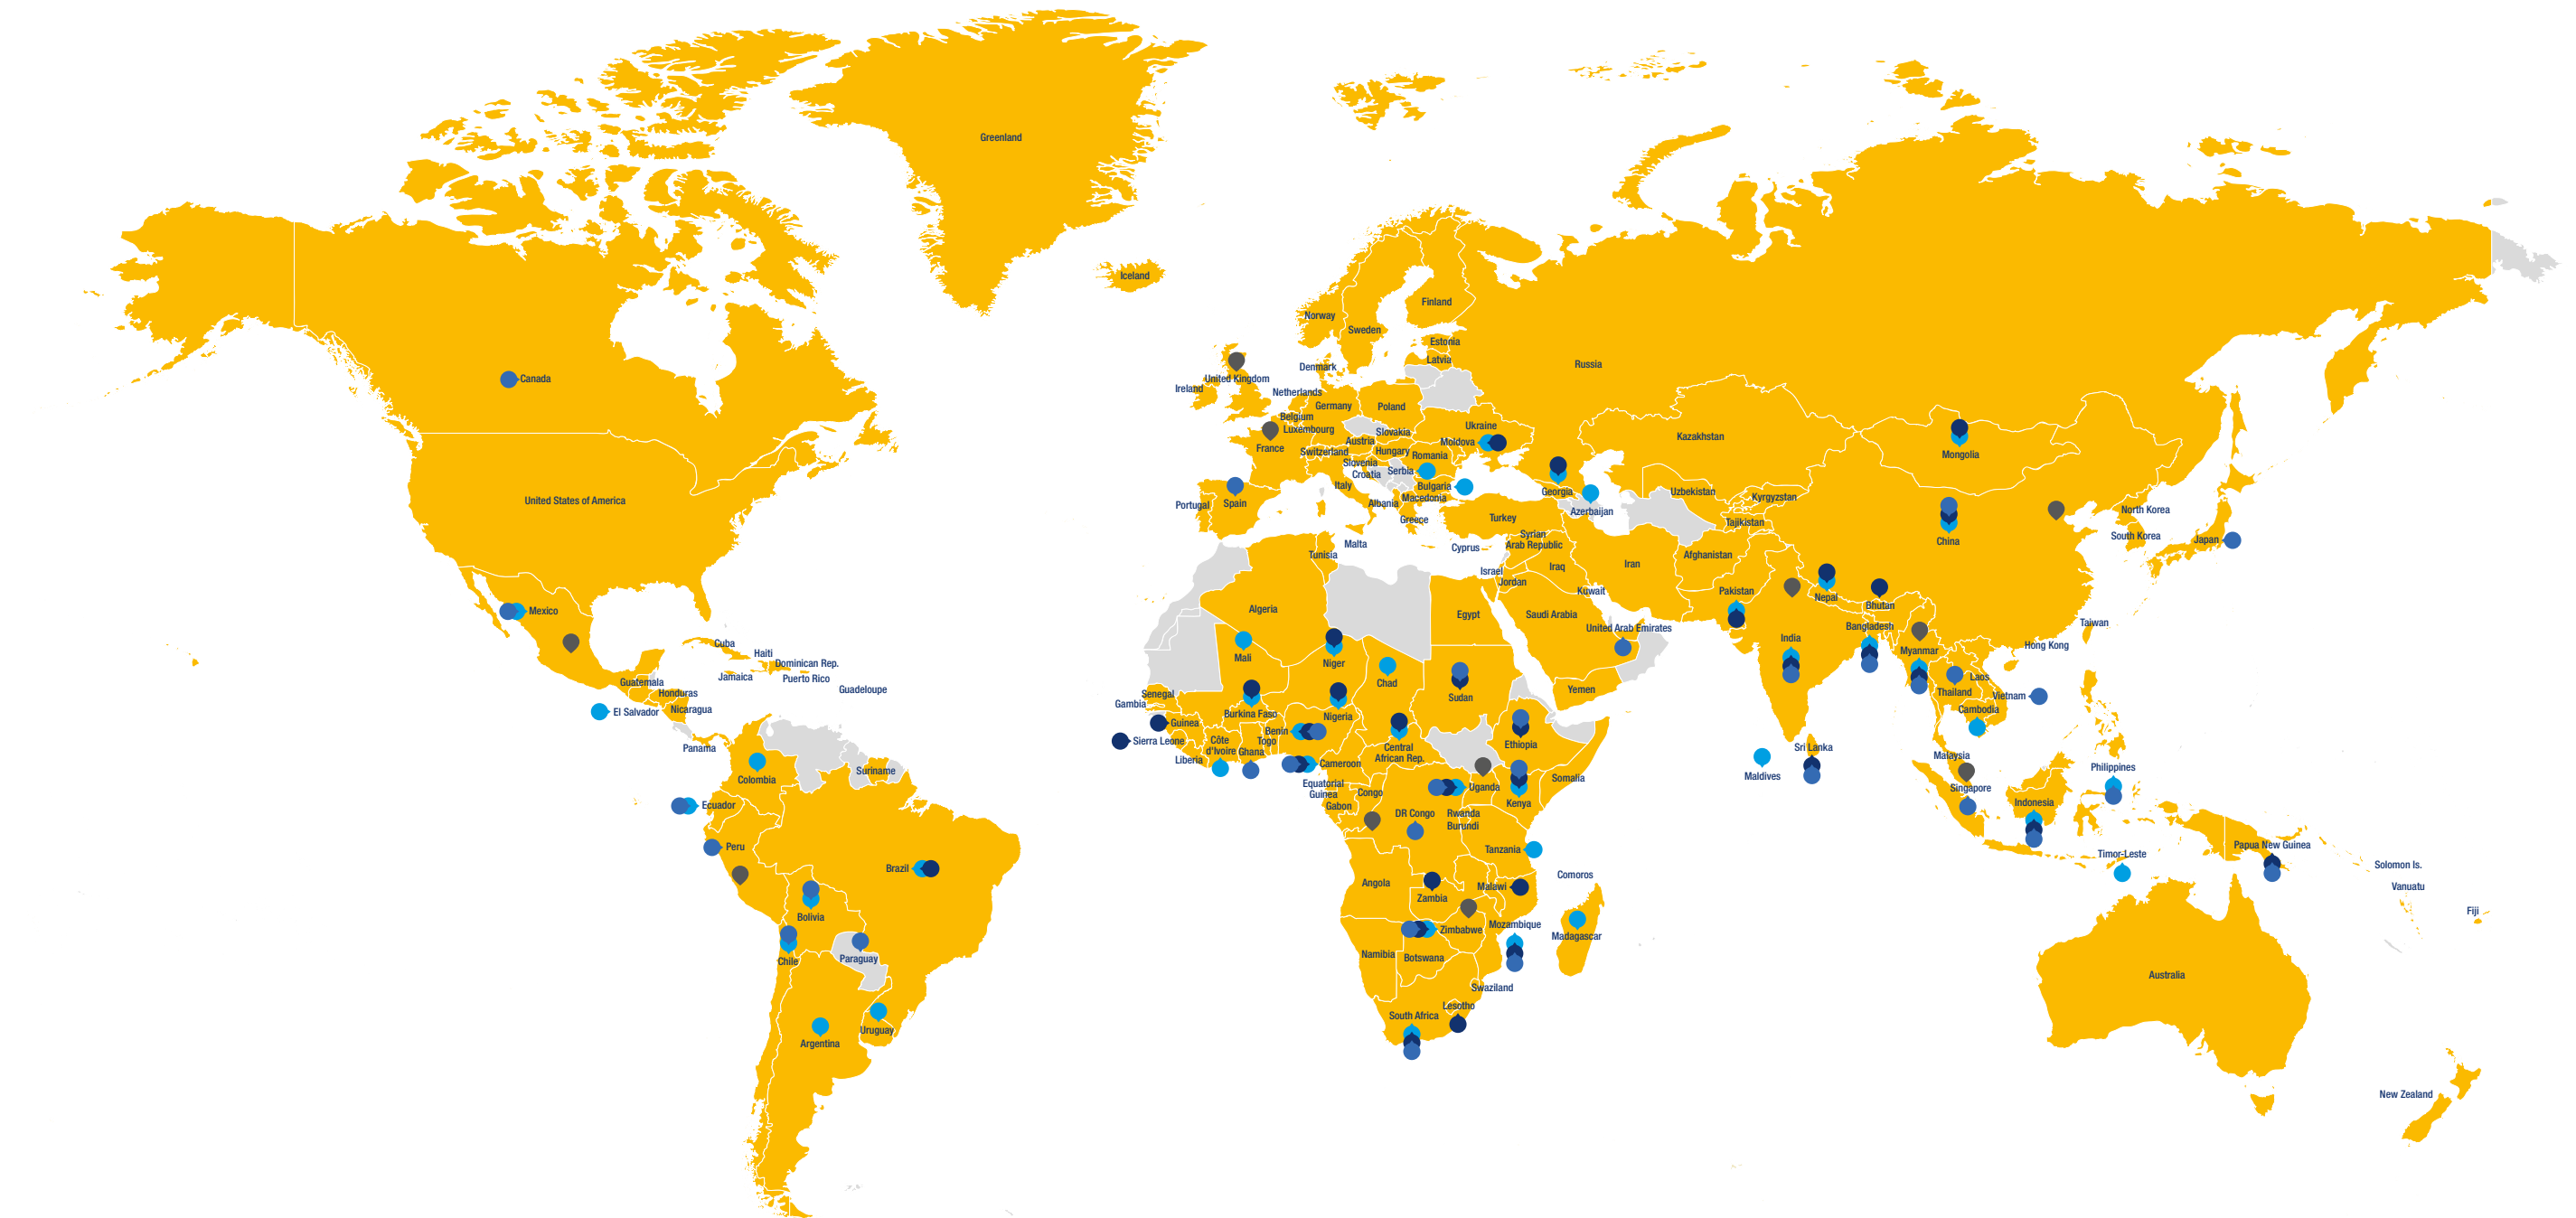 Greenland
Iceland
Finland
Norway
Sweden
Estonia
Latvia
Russia
Denmark
United Kingdom
Canada
Ireland
Netherlands
Germany
Poland
Belgium
Luxembourg
Ukraine
Slovakia
Kazakhstan
Austria
Moldova
France
Switzerland
Hungary
Romania
Mongolia
Slovenia
Croatia
Serbia
Italy
Bulgaria
Georgia
Uzbekistan
Kyrgyzstan
Macedonia
United States of America
Portugal
Spain
Albania
Azerbaijan
North Korea
Greece
Turkey
Tajikistan
Syrian
Arab Republic
South Korea
Japan
China
Malta
Cyprus
Tunisia
Afghanistan
Iran
Iraq
Israel
Jordan
Kuwait
Pakistan
Nepal
Bhutan
Mexico
Algeria
Egypt
Saudi Arabia
United Arab Emirates
Bangladesh
Taiwan
India
Hong Kong
Cuba
Haiti
Dominican Rep.
Jamaica
Puerto Rico
Guadeloupe
Mali
Niger
Myanmar
Guatemala
Chad
Laos
Honduras
Senegal
Sudan
Yemen
Thailand
Vietnam
Gambia
El Salvador
Nicaragua
Burkina Faso
Nigeria
Cambodia
Guinea
Benin
Sierra Leone
Côte
d'Ivoire
Togo
Ghana
Ethiopia
Panama
Central
African Rep.
Sri Lanka
Liberia
Cameroon
Malaysia
Suriname
Colombia
Somalia
Maldives
Philippines
Equatorial
Guinea
Congo
Uganda
Singapore
Ecuador
Gabon
Kenya
Indonesia
DR Congo
Rwanda
Burundi
Peru
Tanzania
Timor-Leste
Papua New Guinea
Solomon Is.
Brazil
Angola
Malawi
Comoros
Vanuatu
Zambia
Bolivia
Mozambique
Fiji
Zimbabwe
Madagascar
Chile
Paraguay
Namibia
Botswana
Australia
Swaziland
Lesotho
South Africa
Uruguay
Argentina
New Zealand